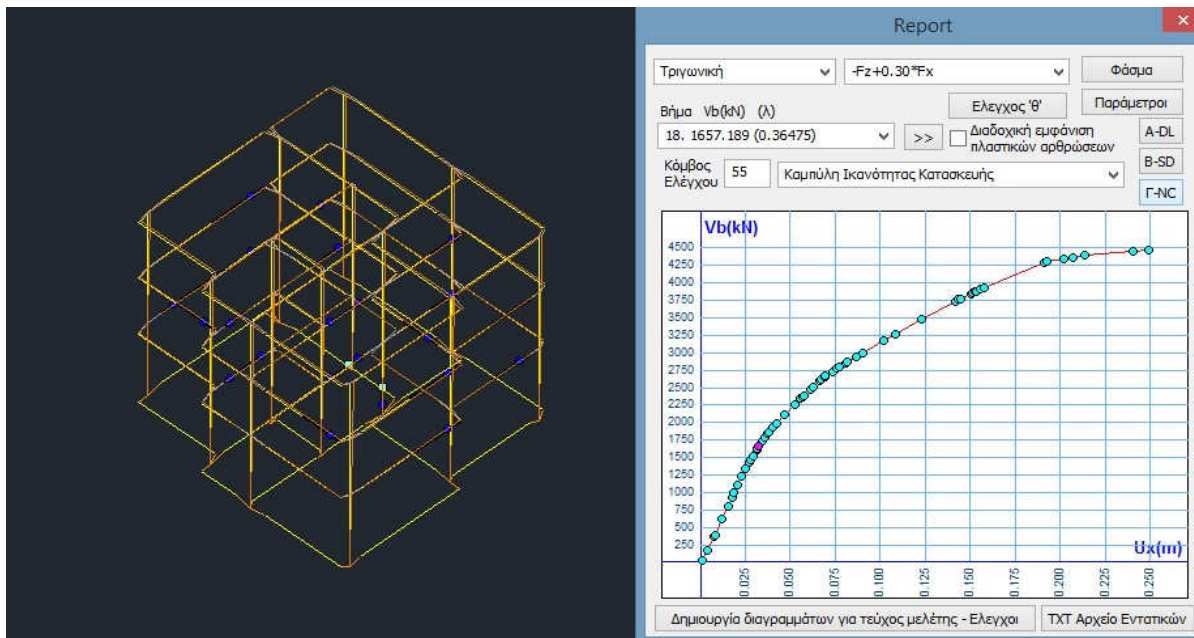 Report
Τριγωνική
-Fz+0.30*Fx
Φάσμα
Βήμα Vb(kN) (λ)
Ελεγχος 'θ'
Παράμετροι
18. 1657.189 (0.36475)
>>
Διαδοχική εμφάνιση
πλαστικών αρθρώσεων
A-DL
B-SD
Γ-NC
Κόμβος
Ελέγχου
55
Καμπύλη Ικανότητας Κατασκευής
Vb(kN)
4500
4250
4000
3750
3500
3250
3000
2750
2500
2250
2000
1750
1500
1250
1000
750
500
250
Ux(m)
0.025
0.050
0.075
0.100
0.125
0.150
0.175
0.200
0.225
0.250
Δημιουργία διαγραμμάτων για τεύχος μελέτης - Ελεγχοι
TXT Αρχείο Εντατικών